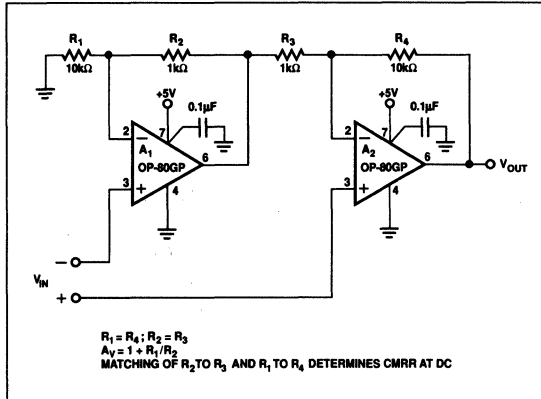 R1 R2 R3 R4
10kΩ 1kΩ 1kΩ 10kΩ
+5V 0.1µF +5V 0.1µF
2 − 7 2 − 7
A1 6 A2 6 VOUT
OP-80GP OP-80GP
3 + 4 3 + 4
−
VIN
+
R1 = R4; R2 = R3
AV = 1 + R1/R2
MATCHING OF R2 TO R3 AND R1 TO R4 DETERMINES CMRR AT DC